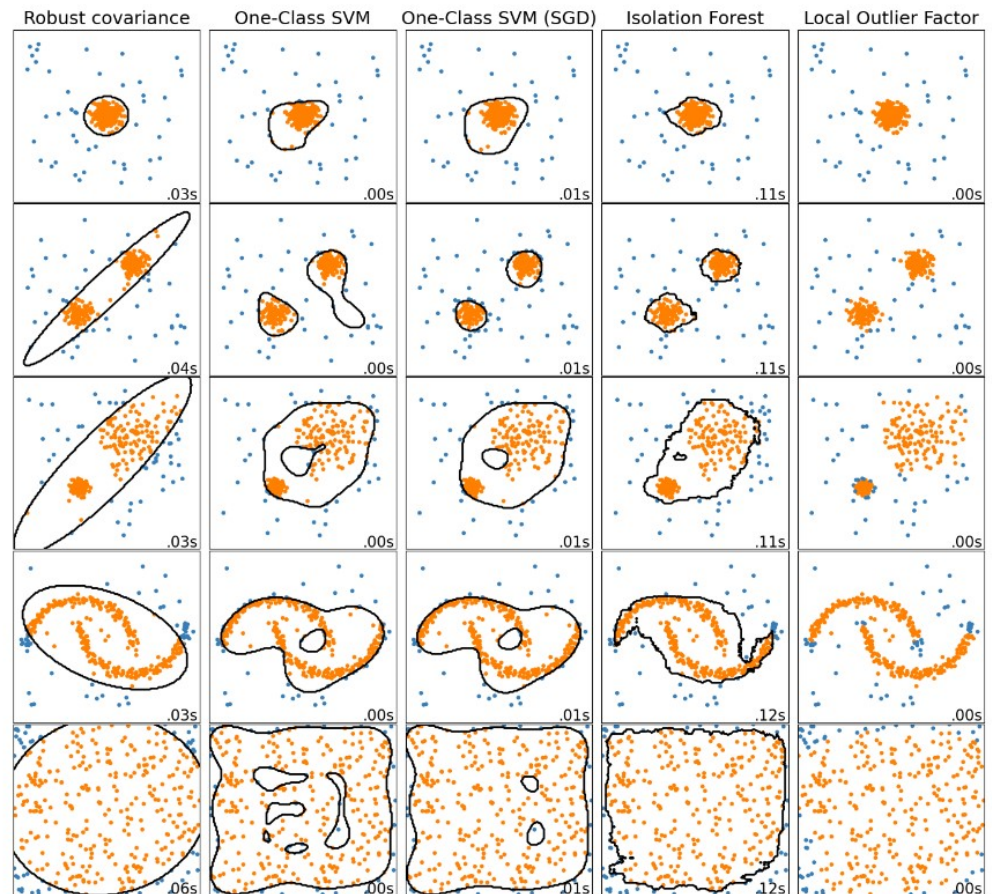 Robust covariance One-Class SVM One-Class SVM (SGD) Isolation Forest Local Outlier Factor
.03s .00s .01s .11s .00s
.04s .00s .01s .11s .00s
.03s .00s .01s .11s .00s
.03s .00s .01s .12s .00s
.06s .00s .01s .12s .00s